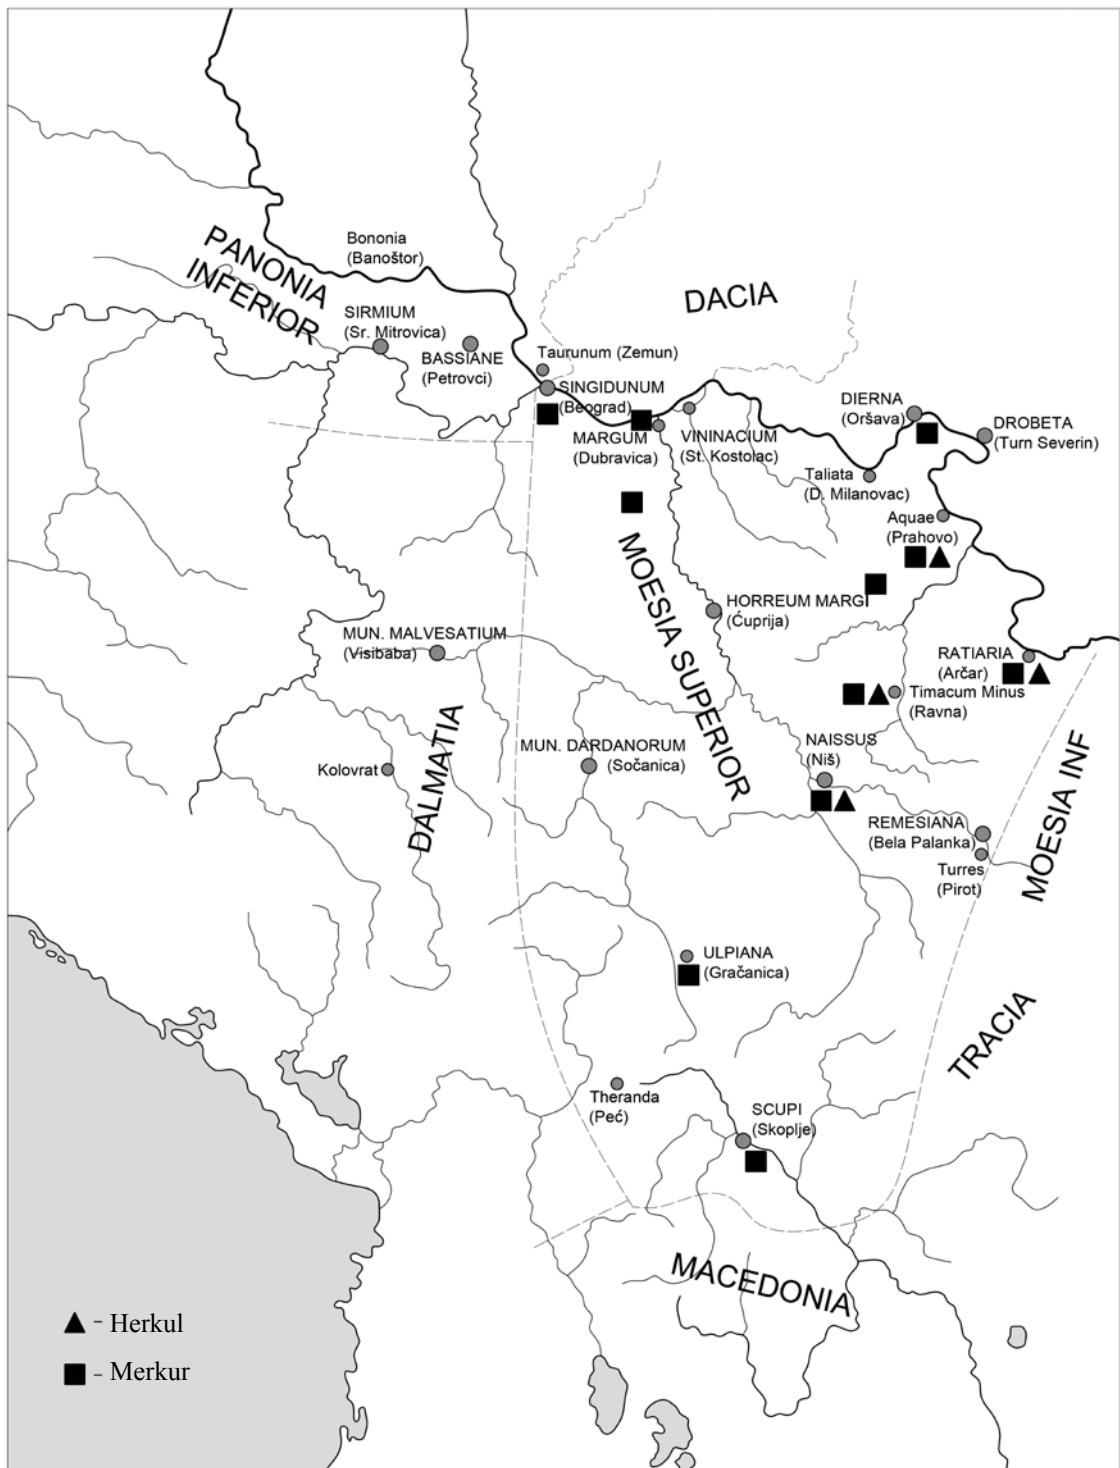 Bononia
(Banoštor)
PANONIA
INFERIOR
SIRMIUM
(Sr. Mitrovica)
BASSIANE
(Petrovci)
DACIA
Taurunum (Zemun)
SINGIDUNUM
(Beograd)
MARGUM
(Dubravica)
VININACIUM
(St. Kostolac)
DIERNA
(Oršava)
DROBETA
(Turn Severin)
Taliata
(D. Milanovac)
Aquae
(Prahovo)
MOESIA SUPERIOR
HORREUM MARGI
(Ćuprija)
MUN. MALVESATIUM
(Visibaba)
RATIARIA
(Arčar)
Timacum Minus
(Ravna)
DALMATIA
MUN. DARDANORUM
(Sočanica)
Kolovrat
NAISSUS
(Niš)
MOESIA INF
REMESIANA
(Bela Palanka)
Turres
(Pirot)
ULPIANA
(Gračanica)
TRACIA
Theranda
(Peć)
SCUPI
(Skoplje)
MACEDONIA
- Herkul
- Merkur